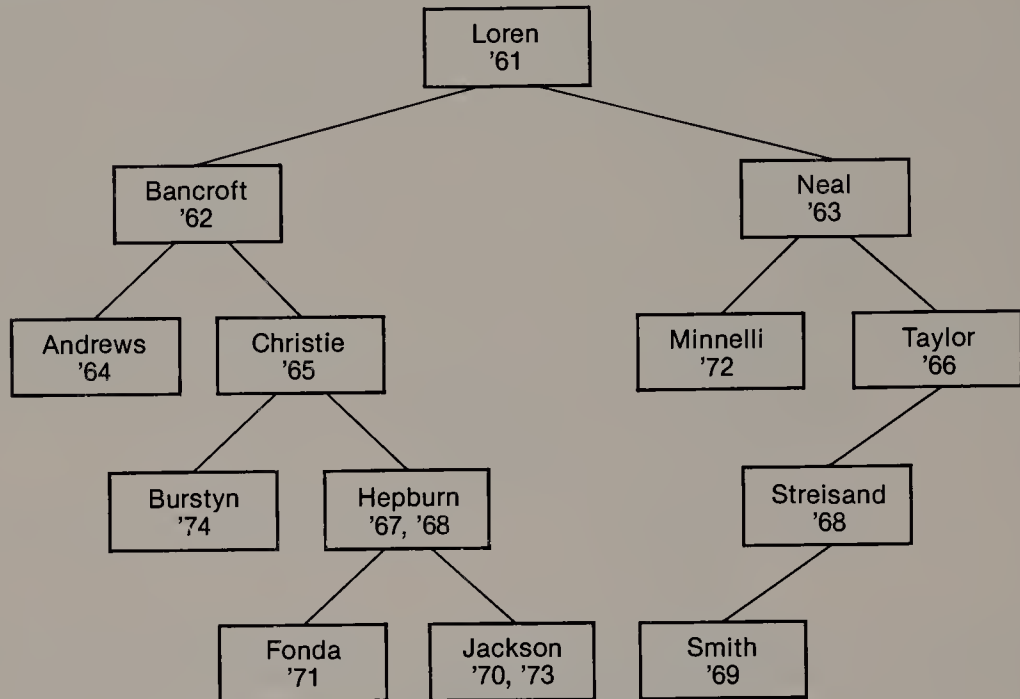 Loren
'61
Bancroft
'62
Neal
'63
Andrews
'64
Christie
'65
Minnelli
'72
Taylor
'66
Burstyn
'74
Hepburn
'67, '68
Streisand
'68
Fonda
'71
Jackson
'70, '73
Smith
'69